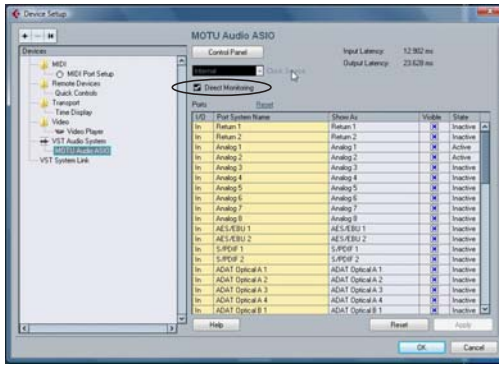 Device Setup
MOTU Audio ASIO
Devices
MIDI
MIDI Port Setup
Remote Devices
Quick Controls
Transport
Time Display
Video
Video Player
VST Audio System
MOTU Audio ASIO
VST System Link
Control Panel
Input Latency: 12.902 ms
Output Latency: 23.628 ms
Internal Clock Source
Direct Monitoring
Ports Reset
I/O Port System Name Show As Visible State
In Return 1 Return 1 Inactive
In Return 2 Return 2 Inactive
In Analog 1 Analog 1 Active
In Analog 2 Analog 2 Active
In Analog 3 Analog 3 Inactive
In Analog 4 Analog 4 Inactive
In Analog 5 Analog 5 Inactive
In Analog 6 Analog 6 Inactive
In Analog 7 Analog 7 Inactive
In Analog 8 Analog 8 Inactive
In AES/EBU 1 AES/EBU 1 Inactive
In AES/EBU 2 AES/EBU 2 Inactive
In S/PDIF 1 S/PDIF 1 Inactive
In S/PDIF 2 S/PDIF 2 Inactive
In ADAT Optical A 1 ADAT Optical A 1 Inactive
In ADAT Optical A 2 ADAT Optical A 2 Inactive
In ADAT Optical A 3 ADAT Optical A 3 Inactive
In ADAT Optical A 4 ADAT Optical A 4 Inactive
In ADAT Optical B 1 ADAT Optical B 1 Inactive
Help Reset Apply
OK Cancel